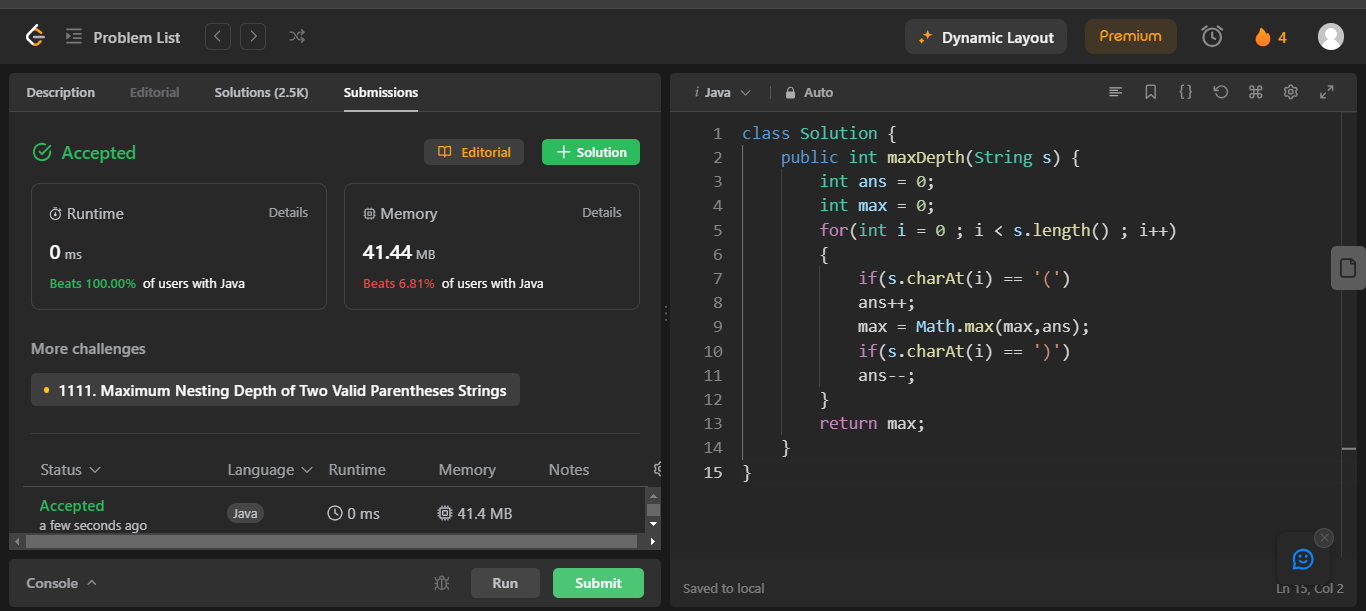 Problem List
Dynamic Layout
Premium
4
Description Editorial Solutions (2.5K) Submissions
Accepted
Editorial
Solution
Runtime Details
0 ms
Beats 100.00% of users with Java
Memory Details
41.44 MB
Beats 6.81% of users with Java
More challenges
1111. Maximum Nesting Depth of Two Valid Parentheses Strings
Status Language Runtime Memory Notes
Accepted Java 0 ms 41.4 MB
a few seconds ago
Console Run Submit
i Java Auto
1 class Solution {
2 public int maxDepth(String s) {
3 int ans = 0;
4 int max = 0;
5 for(int i = 0 ; i < s.length() ; i++)
6 {
7 if(s.charAt(i) == '(')
8 ans++;
9 max = Math.max(max,ans);
10 if(s.charAt(i) == ')')
11 ans--;
12 }
13 return max;
14 }
15 }
Saved to local
Ln 15, Col 2